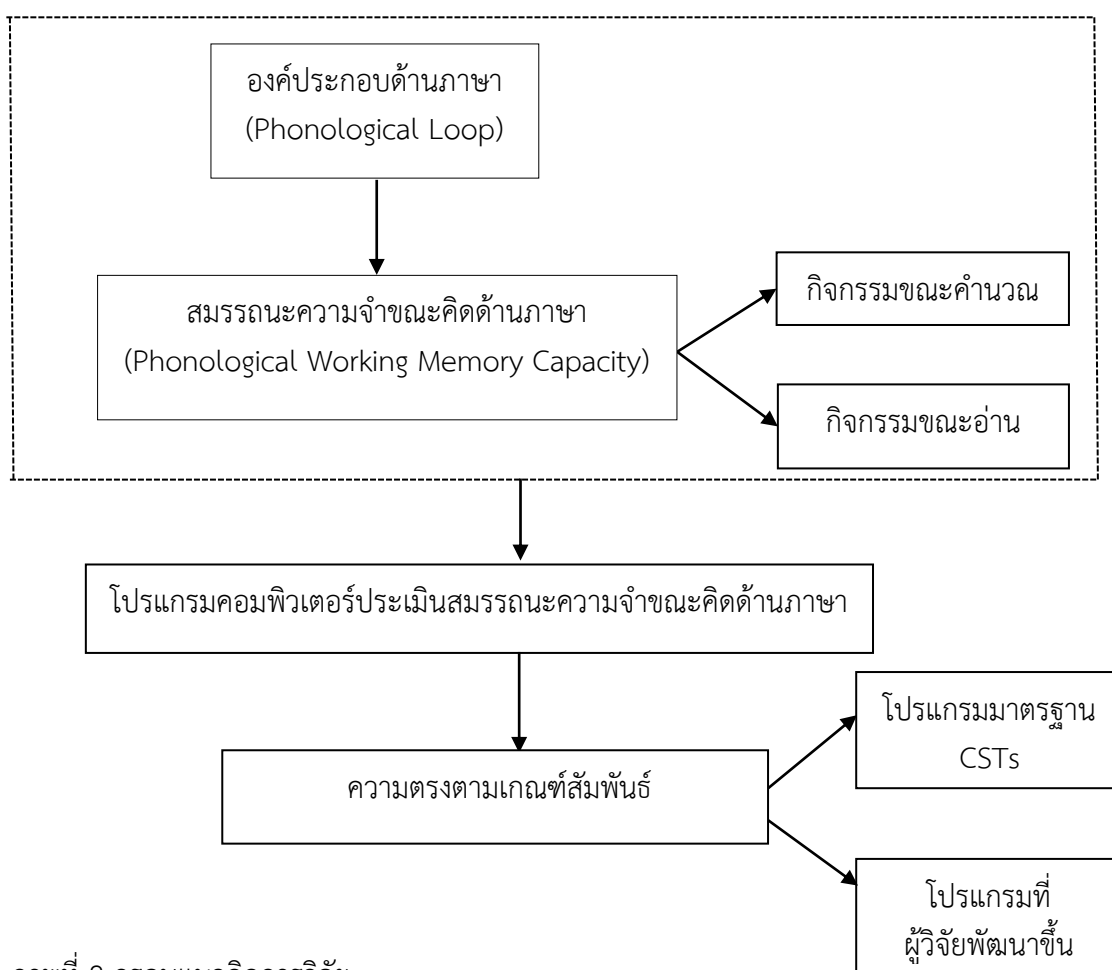 องค์ประกอบด้านภาษา
(Phonological Loop)
สมรรถนะความจำขณะคิดด้านภาษา
(Phonological Working Memory Capacity)
กิจกรรมขณะคำนวณ
กิจกรรมขณะอ่าน
โปรแกรมคอมพิวเตอร์ประเมินสมรรถนะความจำขณะคิดด้านภาษา
ความตรงตามเกณฑ์สัมพันธ์
โปรแกรมมาตรฐาน
CSTs
โปรแกรมที่
ผู้วิจัยพัฒนาขึ้น